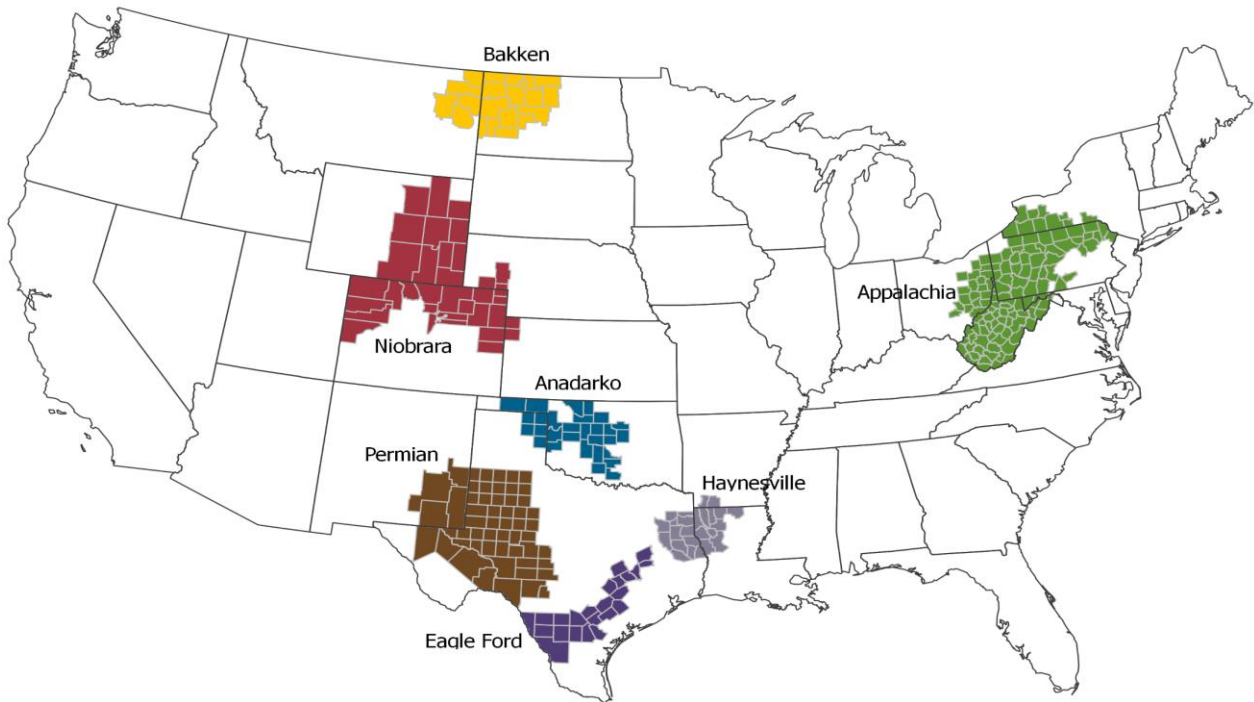 Bakken
Appalachia
Niobrara
Anadarko
Permian
Haynesville
Eagle Ford